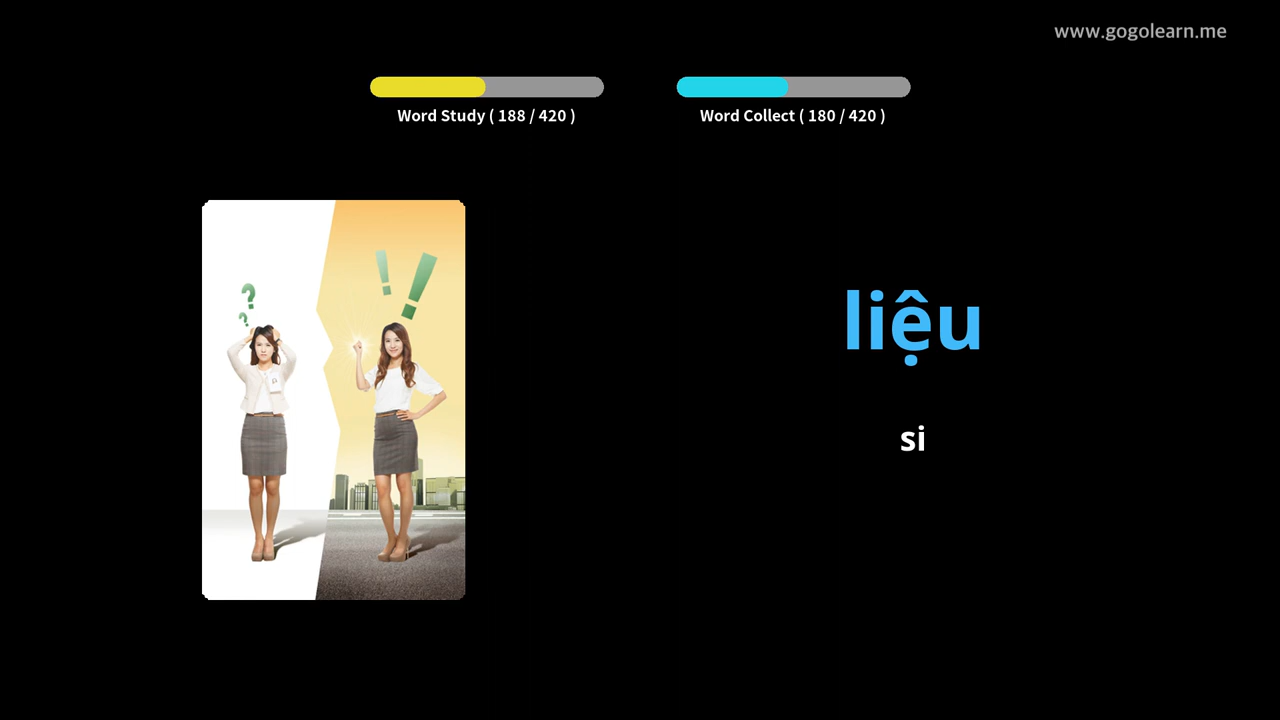 www.gogolearn.me
Word Study ( 188 / 420 )
Word Collect ( 180 / 420 )
? ?
! !
liệu
si